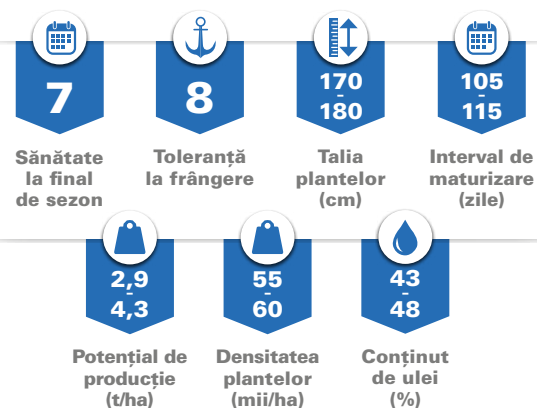 7
8
170
-
180
105
-
115
Sănătate
la final
de sezon
Toleranță
la frângere
Talia
plantelor
(cm)
Interval de
maturizare
(zile)
2,9
-
4,3
55
-
60
43
-
48
Potențial de
producție
(t/ha)
Densitatea
plantelor
(mii/ha)
Conținut
de ulei
(%)